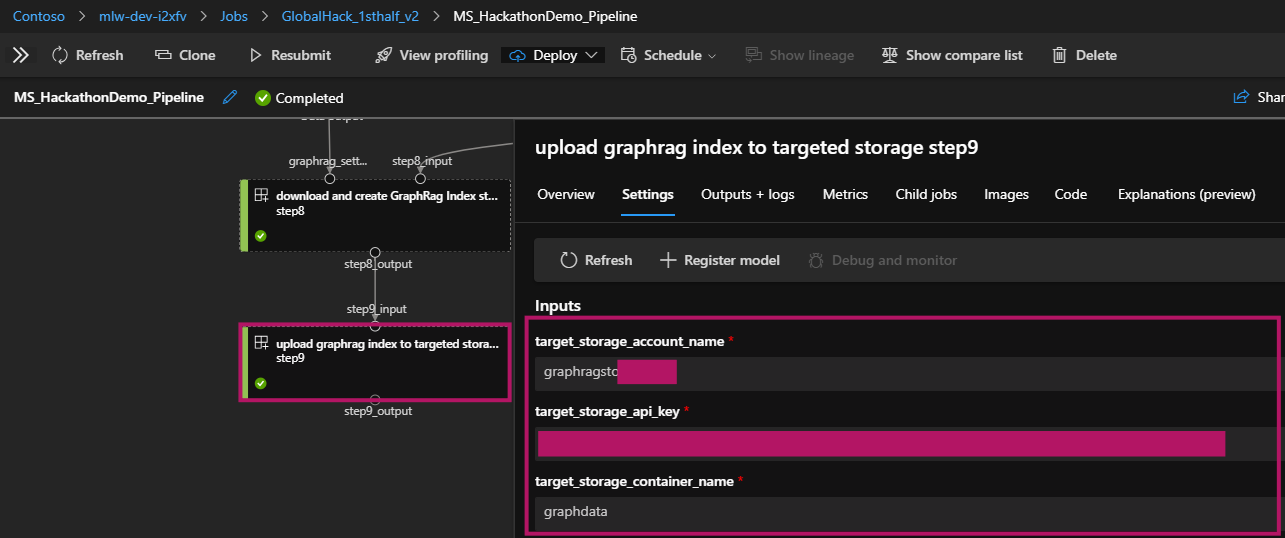 Contoso > mlw-dev-i2xfv > Jobs > GlobalHack_1sthalf_v2 > MS_HackathonDemo_Pipeline
Refresh Clone Resubmit View profiling Deploy Schedule Show lineage Show compare list Delete
MS_HackathonDemo_Pipeline Completed Shar
graphrag_sett... step8_input
download and create GraphRag Index st...
step8
step8_output
step9_input
upload graphrag index to targeted stora...
step9
step9_output
upload graphrag index to targeted storage step9
Overview Settings Outputs + logs Metrics Child jobs Images Code Explanations (preview)
Refresh Register model Debug and monitor
Inputs
target_storage_account_name *
graphragsto
target_storage_api_key *
target_storage_container_name *
graphdata